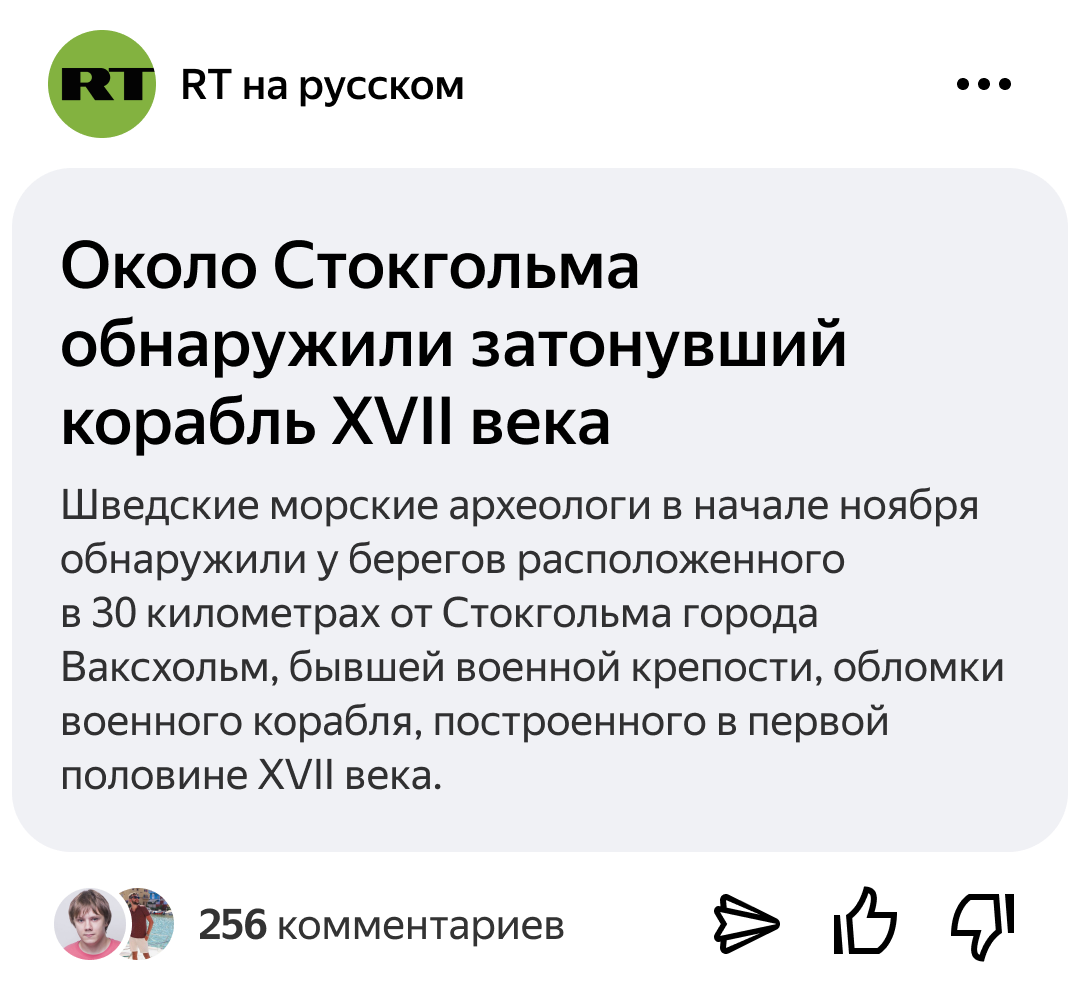 RT
RT на русском
Около Стокгольма
обнаружили затонувший
корабль XVII века
Шведские морские археологи в начале ноября
обнаружили у берегов расположенного
в 30 километрах от Стокгольма города
Ваксхольм, бывшей военной крепости, обломки
военного корабля, построенного в первой
половине XVII века.
256 комментариев